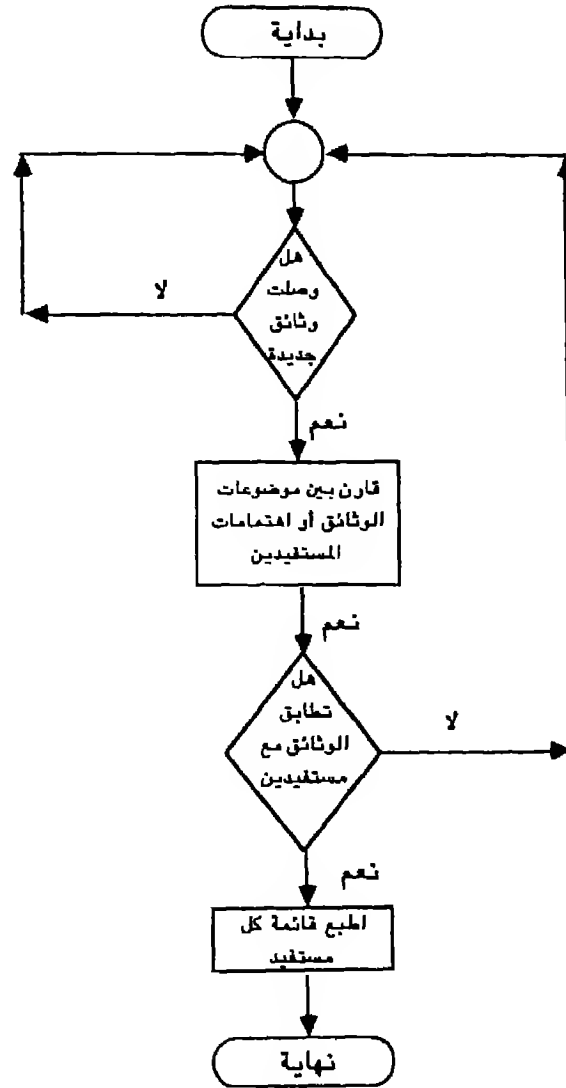 بداية
هل
وصلت
وثائق
جديدة
لا
نعم
قارن بين موضوعات
الوثائق أو اهتمامات
المستفيدين
نعم
هل
تطابق
الوثائق مع
مستفيدين
لا
نعم
اطبع قائمة كل
مستفيد
نهاية